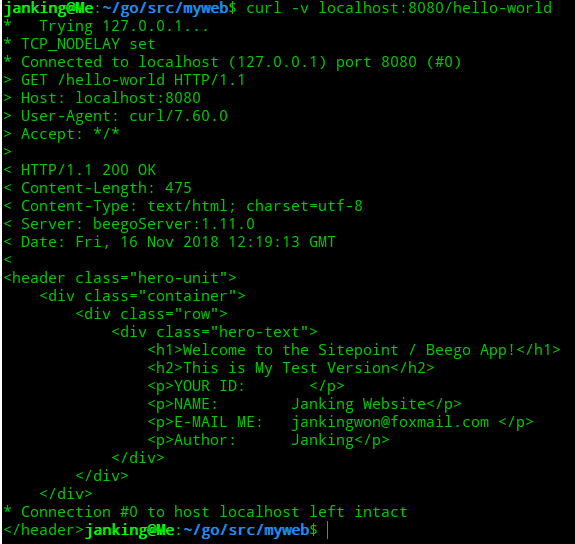 janking@Me:~/go/src/myweb$ curl -v localhost:8080/hello-world
*   Trying 127.0.0.1...
* TCP_NODELAY set
* Connected to localhost (127.0.0.1) port 8080 (#0)
> GET /hello-world HTTP/1.1
> Host: localhost:8080
> User-Agent: curl/7.60.0
> Accept: */*
>
< HTTP/1.1 200 OK
< Content-Length: 475
< Content-Type: text/html; charset=utf-8
< Server: beegoServer:1.11.0
< Date: Fri, 16 Nov 2018 12:19:13 GMT
<
<header class="hero-unit">
    <div class="container">
        <div class="row">
            <div class="hero-text">
                <h1>Welcome to the Sitepoint / Beego App!</h1>
                <h2>This is My Test Version</h2>
                <p>YOUR ID:       </p>
                <p>NAME:        Janking Website</p>
                <p>E-MAIL ME:   jankingwon@foxmail.com </p>
                <p>Author:      Janking</p>
            </div>
        </div>
    </div>
* Connection #0 to host localhost left intact
</header>janking@Me:~/go/src/myweb$